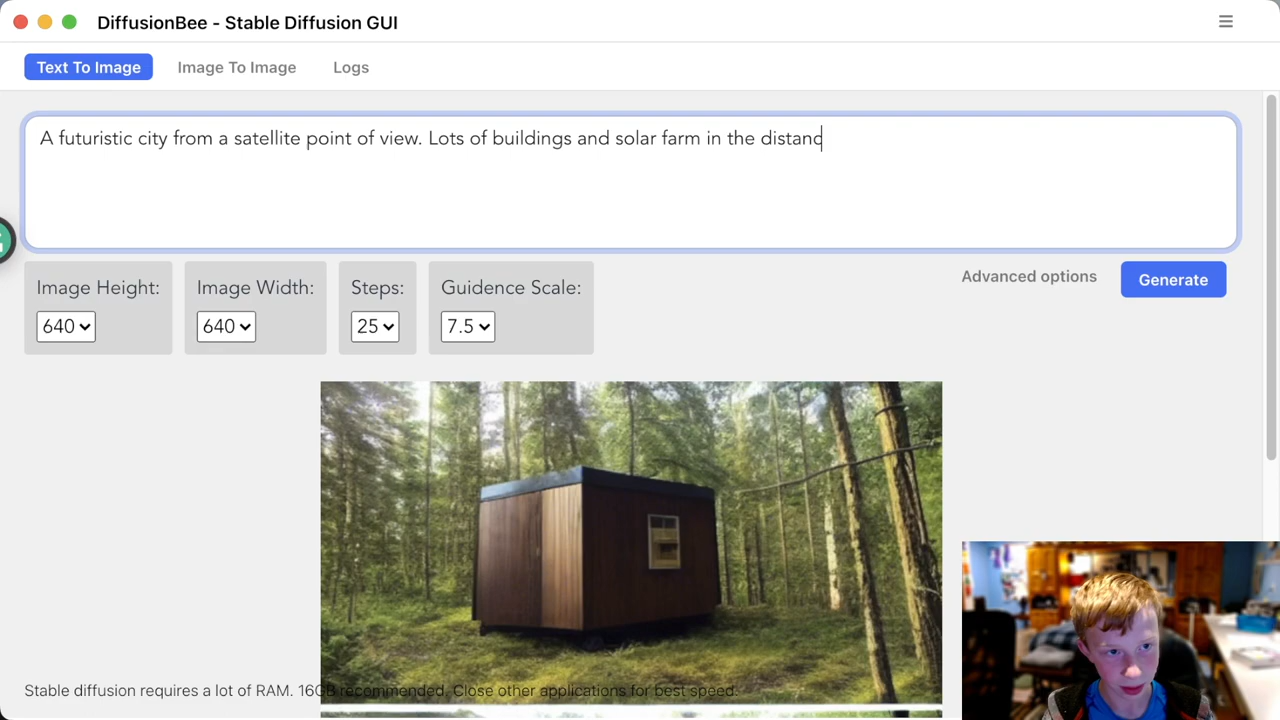 DiffusionBee - Stable Diffusion GUI
Text To Image Image To Image Logs
A futuristic city from a satellite point of view. Lots of buildings and solar farm in the distanc
Image Height: Image Width: Steps: Guidence Scale: Advanced options Generate
640 640 25 7.5
Stable diffusion requires a lot of RAM. 16GB recommended. Close other applications for best speed.